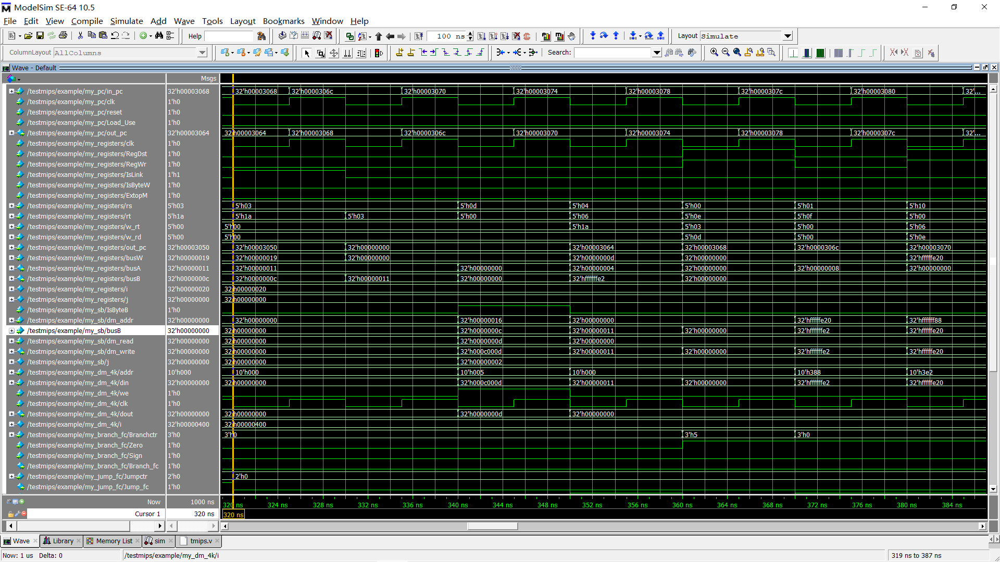 ModelSim SE-64 10.5
File Edit View Compile Simulate Add Wave Tools Layout Bookmarks Window Help
Help 100 ns Layout Simulate
ColumnLayout AllColumns Search:
Wave - Default
Msgs
/testmips/example/my_pc/in_pc 32'h00003068 32'h00003068 32'h0000306c 32'h00003070 32'h00003074 32'h00003078 32'h0000307c 32'h00003080 32'...
/testmips/example/my_pc/clk 1'h0
/testmips/example/my_pc/reset 1'h0
/testmips/example/my_pc/Load_Use 1'h0
/testmips/example/my_pc/out_pc 32'h00003064 32'h00003064 32'h00003068 32'h0000306c 32'h00003070 32'h00003074 32'h00003078 32'h0000307c 32'...
/testmips/example/my_registers/clk 1'h0
/testmips/example/my_registers/RegDst 1'h0
/testmips/example/my_registers/RegWr 1'h0
/testmips/example/my_registers/IsLink 1'h1
/testmips/example/my_registers/IsByteW 1'h0
/testmips/example/my_registers/ExtopM 1'h0
/testmips/example/my_registers/rs 5'h03 5'h03 5'h0d 5'h04 5'h00 5'h01 5'h10
/testmips/example/my_registers/rt 5'h1a 5'h1a 5'h03 5'h00 5'h06 5'h0e 5'h0f 5'h00
/testmips/example/my_registers/w_rt 5'h00 5'h00 5'h1a 5'h03 5'h00 5'h06
/testmips/example/my_registers/w_rd 5'h00 5'h00 5'h0d 5'h00 5'h0e
/testmips/example/my_registers/out_pc 32'h00003050 32'h00003050 32'h00000000 32'h00003064 32'h00003068 32'h0000306c 32'h00003070
/testmips/example/my_registers/busW 32'h00000019 32'h00000019 32'h00000000 32'h0000000d 32'h00000000 32'hfffffe20
/testmips/example/my_registers/busA 32'h00000011 32'h00000011 32'h00000000 32'h00000004 32'h00000000 32'h00000008 32'h00000000
/testmips/example/my_registers/busB 32'h0000000c 32'h0000000c 32'h00000011 32'h00000000 32'hffffffe2 32'h00000000
/testmips/example/my_registers/i 32'h00000020 32'h00000020
/testmips/example/my_registers/j 32'h00000000 32'h00000000
/testmips/example/my_sb/IsByteB 1'h0
/testmips/example/my_sb/dm_addr 32'h00000000 32'h00000000 32'h00000016 32'h00000000 32'hfffffe20 32'hffffff88
/testmips/example/my_sb/busB 32'h00000000 32'h00000000 32'h0000000c 32'h00000011 32'h00000000 32'hffffffe2 32'hfffffe20
/testmips/example/my_sb/dm_read 32'h00000000 32'h00000000 32'h0000000d 32'h00000000
/testmips/example/my_sb/dm_write 32'h00000000 32'h00000000 32'h000c000d 32'h00000011 32'h00000000 32'hffffffe2 32'hfffffe20
/testmips/example/my_sb/j 32'h00000000 32'h00000000 32'h00000002
/testmips/example/my_dm_4k/addr 10'h000 10'h000 10'h005 10'h000 10'h388 10'h3e2
/testmips/example/my_dm_4k/din 32'h00000000 32'h00000000 32'h000c000d 32'h00000011 32'h00000000 32'hffffffe2 32'hfffffe20
/testmips/example/my_dm_4k/we 1'h0
/testmips/example/my_dm_4k/clk 1'h0
/testmips/example/my_dm_4k/dout 32'h00000000 32'h00000000 32'h0000000d 32'h00000000
/testmips/example/my_dm_4k/i 32'h00000400 32'h00000400
/testmips/example/my_branch_fc/Branchctr 3'h0 3'h0 3'h5 3'h0
/testmips/example/my_branch_fc/Zero 1'h0
/testmips/example/my_branch_fc/Sign 1'h0
/testmips/example/my_branch_fc/Branch_fc 1'h0
/testmips/example/my_jump_fc/Jumpctr 2'h0 2'h0
/testmips/example/my_jump_fc/Jump_fc 1'h0
Now 1000 ns 320 ns 324 ns 328 ns 332 ns 336 ns 340 ns 344 ns 348 ns 352 ns 356 ns 360 ns 364 ns 368 ns 372 ns 376 ns 380 ns 384 ns
Cursor 1 320 ns 320 ns
Wave Library Memory List sim tmips.v
Now: 1 us Delta: 0 /testmips/example/my_dm_4k/i 319 ns to 387 ns